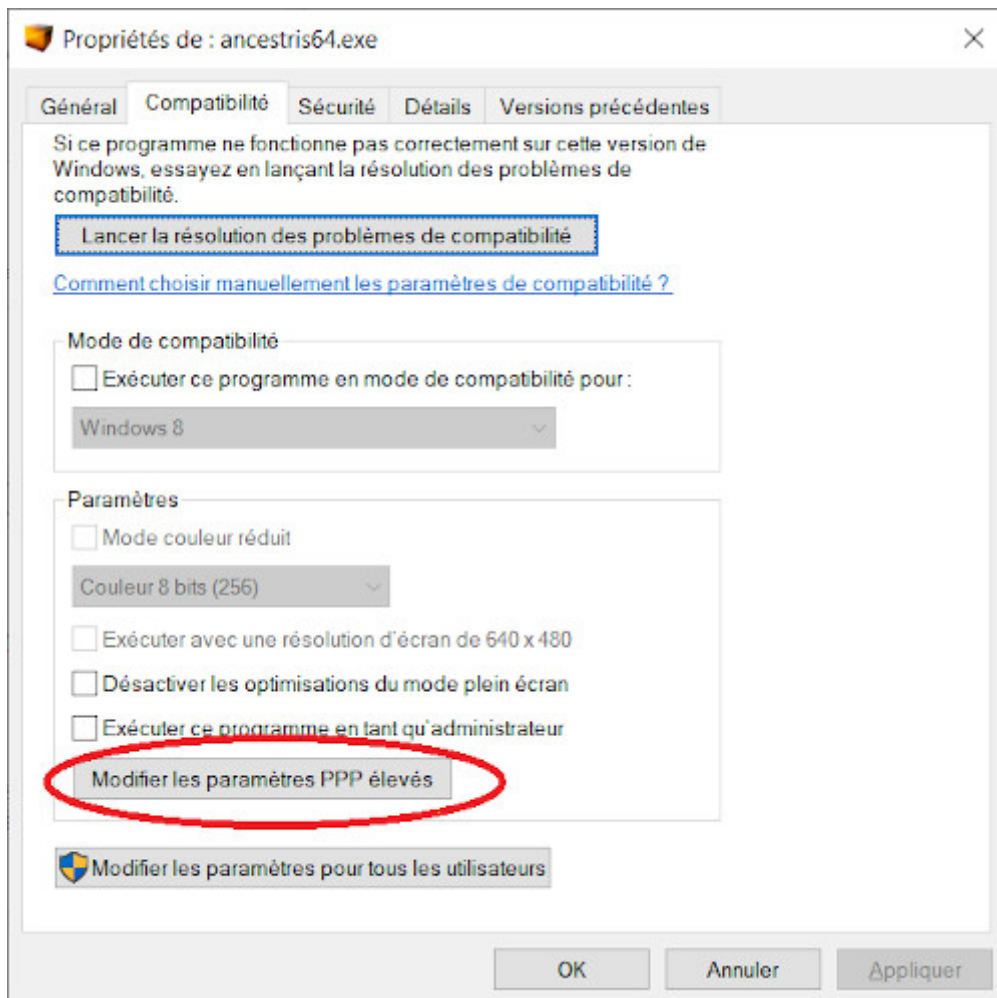 Propriétés de : ancestris64.exe
Général Compatibilité Sécurité Détails Versions précédentes
Si ce programme ne fonctionne pas correctement sur cette version de
Windows, essayez en lançant la résolution des problèmes de
compatibilité.
Lancer la résolution des problèmes de compatibilité
Comment choisir manuellement les paramètres de compatibilité ?
Mode de compatibilité
Exécuter ce programme en mode de compatibilité pour :
Windows 8
Paramètres
Mode couleur réduit
Couleur 8 bits (256)
Exécuter avec une résolution d'écran de 640 x 480
Désactiver les optimisations du mode plein écran
Exécuter ce programme en tant qu'administrateur
Modifier les paramètres PPP élevés
Modifier les paramètres pour tous les utilisateurs
OK Annuler Appliquer